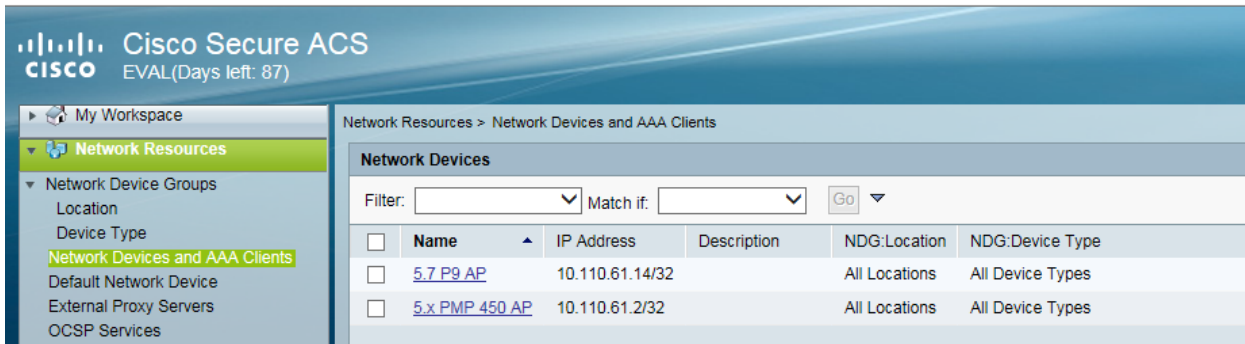 Cisco Secure ACS
CISCO EVAL(Days left: 87)
My Workspace
Network Resources
Network Device Groups
Location
Device Type
Network Devices and AAA Clients
Default Network Device
External Proxy Servers
OCSP Services
Network Resources > Network Devices and AAA Clients
Network Devices
Filter: Match if: Go
Name IP Address Description NDG:Location NDG:Device Type
5.7 P9 AP 10.110.61.14/32 All Locations All Device Types
5.x PMP 450 AP 10.110.61.2/32 All Locations All Device Types